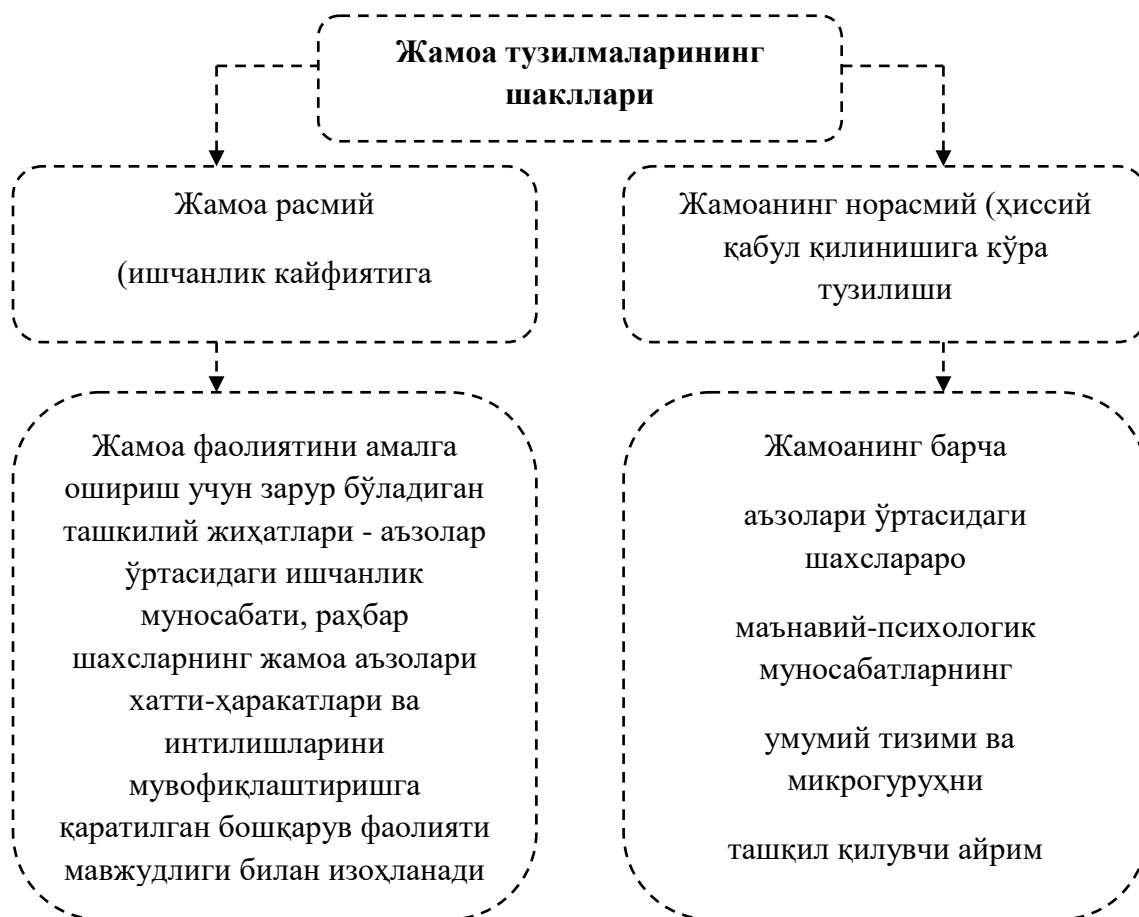 Жамоа тузилмаларининг
шакллари
Жамоа расмий
(ишчанлик кайфиятига
Жамоанинг норасмий (ҳиссий
қабул қилинишига кўра
тузилиши
Жамоа фаолиятини амалга
ошириш учун зарур бўладиган
ташкилий жиҳатлари - аъзолар
ўртасидаги ишчанлик
муносабати, раҳбар
шахсларнинг жамоа аъзолари
хатти-ҳаракатлари ва
интилишларини
мувофиқлаштиришга
қаратилган бошқарув фаолияти
мавжудлиги билан изоҳланади
Жамоанинг барча
аъзолари ўртасидаги
шахслараро
маънавий-психологик
муносабатларнинг
умумий тизими ва
микрогуруҳни
ташқил қилувчи айрим